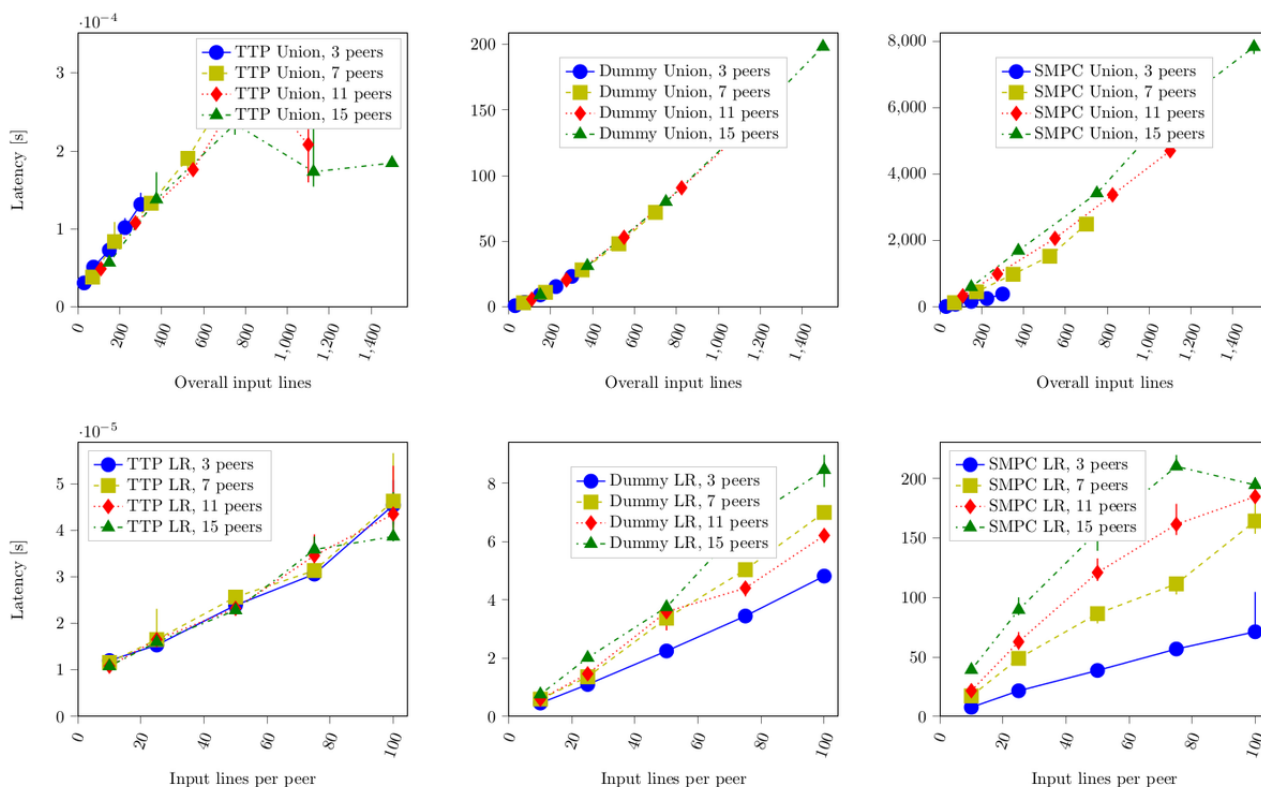 ·10⁻⁴
3
2
1
0
Latency [s]
TTP Union, 3 peers
TTP Union, 7 peers
TTP Union, 11 peers
TTP Union, 15 peers
0
200
400
600
800
1,000
1,200
1,400
Overall input lines
200
150
100
50
0
Dummy Union, 3 peers
Dummy Union, 7 peers
Dummy Union, 11 peers
Dummy Union, 15 peers
0
200
400
600
800
1,000
1,200
1,400
Overall input lines
8,000
6,000
4,000
2,000
0
SMPC Union, 3 peers
SMPC Union, 7 peers
SMPC Union, 11 peers
SMPC Union, 15 peers
0
200
400
600
800
1,000
1,200
1,400
Overall input lines
·10⁻⁵
5
4
3
2
1
0
Latency [s]
TTP LR, 3 peers
TTP LR, 7 peers
TTP LR, 11 peers
TTP LR, 15 peers
0
20
40
60
80
100
Input lines per peer
8
6
4
2
0
Dummy LR, 3 peers
Dummy LR, 7 peers
Dummy LR, 11 peers
Dummy LR, 15 peers
0
20
40
60
80
100
Input lines per peer
200
150
100
50
0
SMPC LR, 3 peers
SMPC LR, 7 peers
SMPC LR, 11 peers
SMPC LR, 15 peers
0
20
40
60
80
100
Input lines per peer